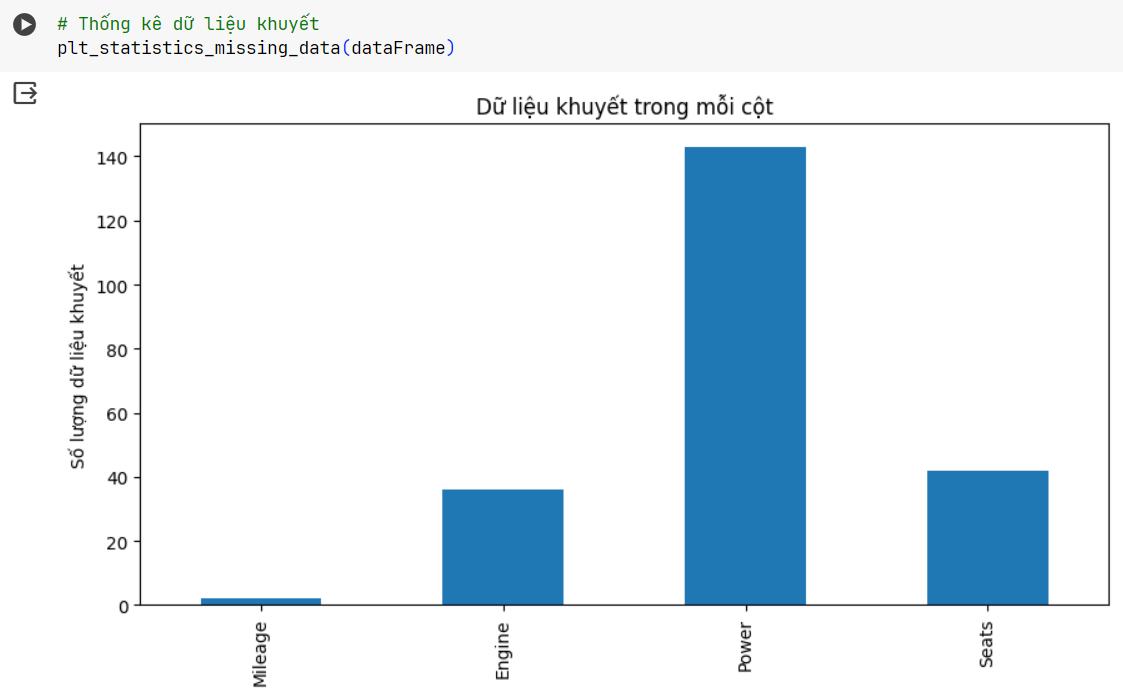 # Thống kê dữ liệu khuyết
plt_statistics_missing_data(dataFrame)
Dữ liệu khuyết trong mỗi cột
Số lượng dữ liệu khuyết
140
120
100
80
60
40
20
0
Mileage
Engine
Power
Seats